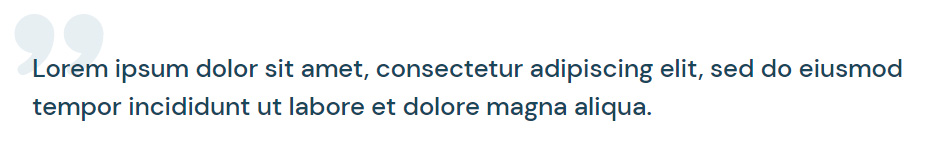 ”
Lorem ipsum dolor sit amet, consectetur adipiscing elit, sed do eiusmod
tempor incididunt ut labore et dolore magna aliqua.